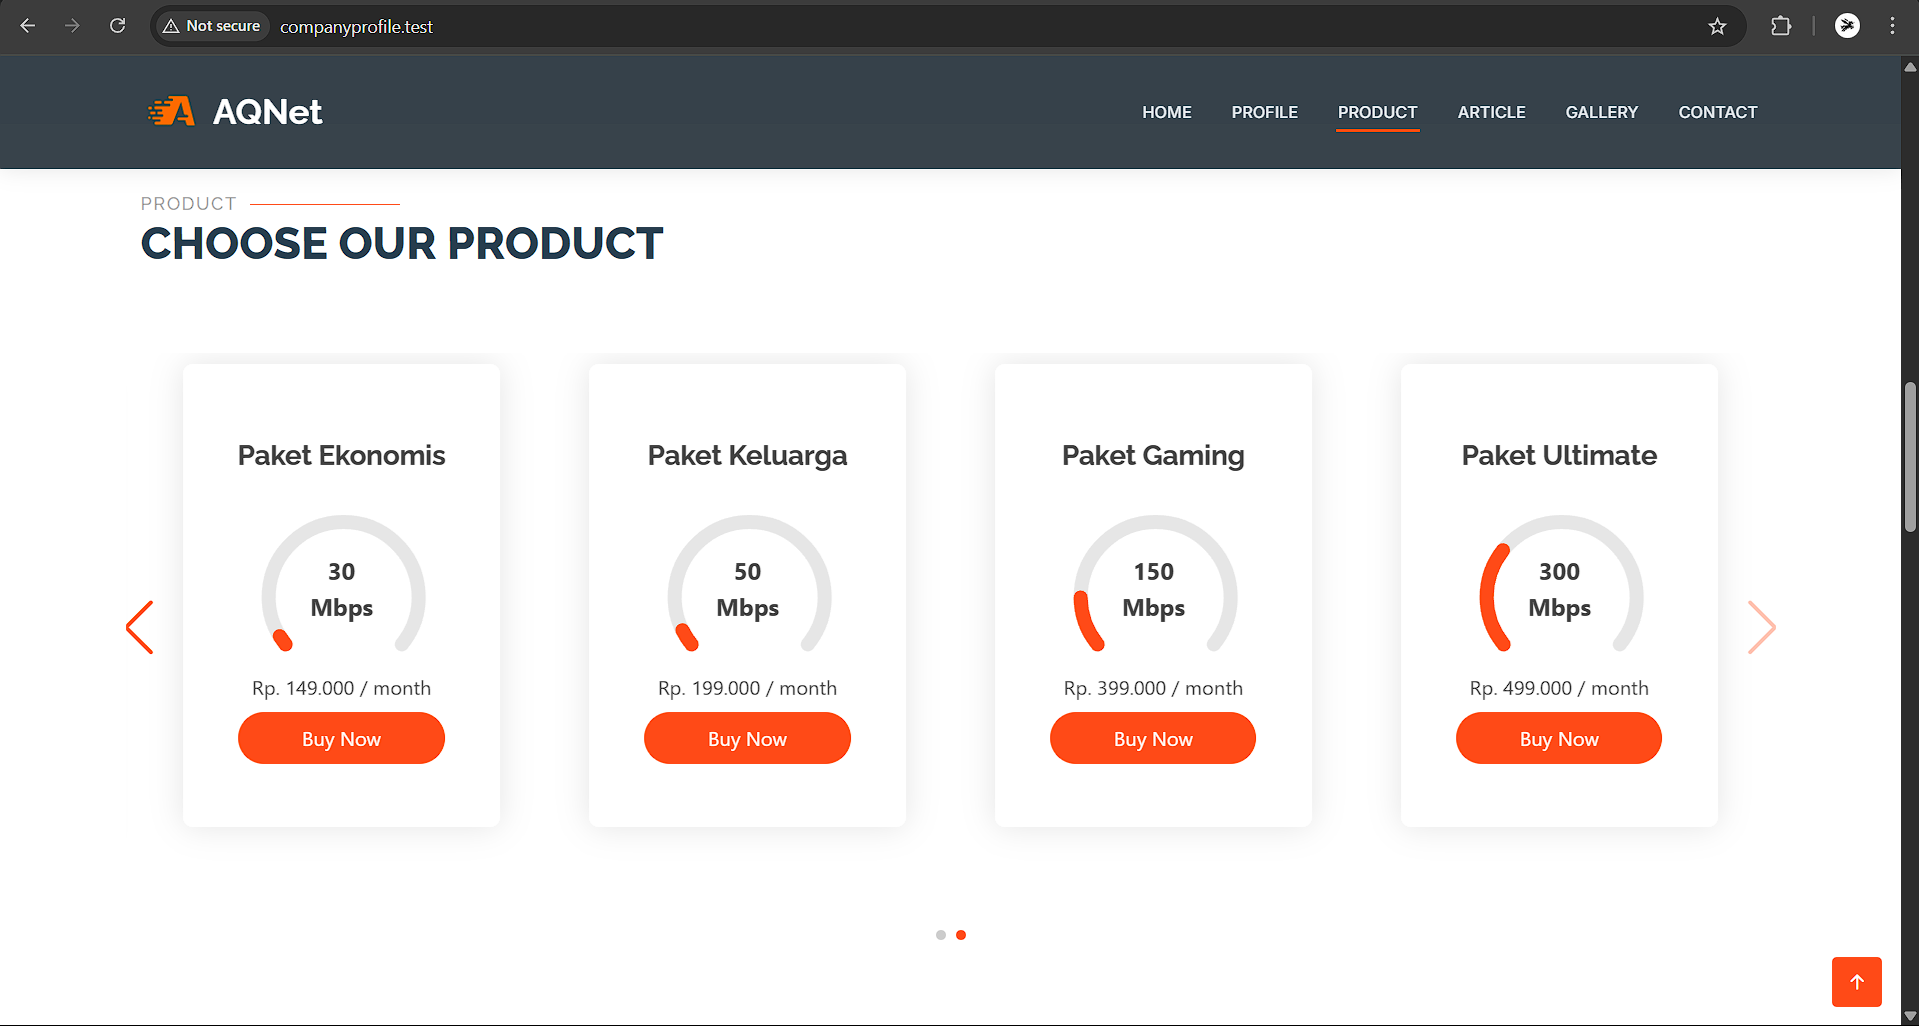 Not secure
companyprofile.test
AQNet
HOME
PROFILE
PRODUCT
ARTICLE
GALLERY
CONTACT
PRODUCT
CHOOSE OUR PRODUCT
Paket Ekonomis
30
Mbps
Rp. 149.000 / month
Buy Now
Paket Keluarga
50
Mbps
Rp. 199.000 / month
Buy Now
Paket Gaming
150
Mbps
Rp. 399.000 / month
Buy Now
Paket Ultimate
300
Mbps
Rp. 499.000 / month
Buy Now